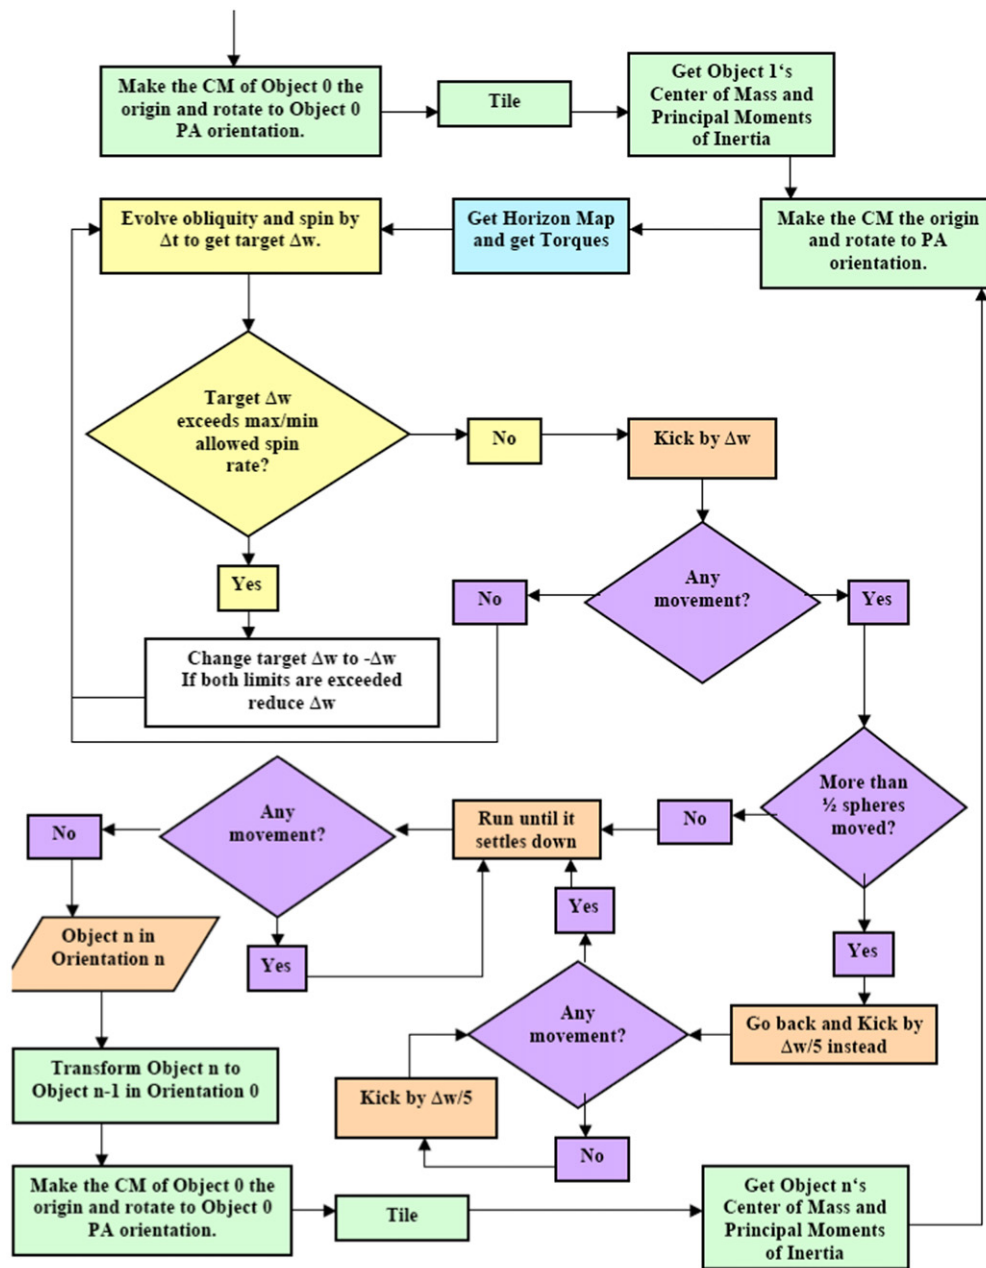 Make the CM of Object 0 the
origin and rotate to Object 0
PA orientation.
Tile
Get Object 1‘s
Center of Mass and
Principal Moments
of Inertia
Evolve obliquity and spin by
Δt to get target Δw.
Get Horizon Map
and get Torques
Make the CM the origin
and rotate to PA
orientation.
Target Δw
exceeds max/min
allowed spin
rate?
No
Kick by Δw
Yes
Any
movement?
No
Yes
Change target Δw to -Δw
If both limits are exceeded
reduce Δw
More than
½ spheres
moved?
No
Run until it
settles down
Any
movement?
No
Yes
Object n in
Orientation n
Yes
Yes
Go back and Kick by
Δw/5 instead
Any
movement?
Kick by Δw/5
No
Transform Object n to
Object n-1 in Orientation 0
Make the CM of Object 0 the
origin and rotate to Object 0
PA orientation.
Tile
Get Object n‘s
Center of Mass and
Principal Moments
of Inertia